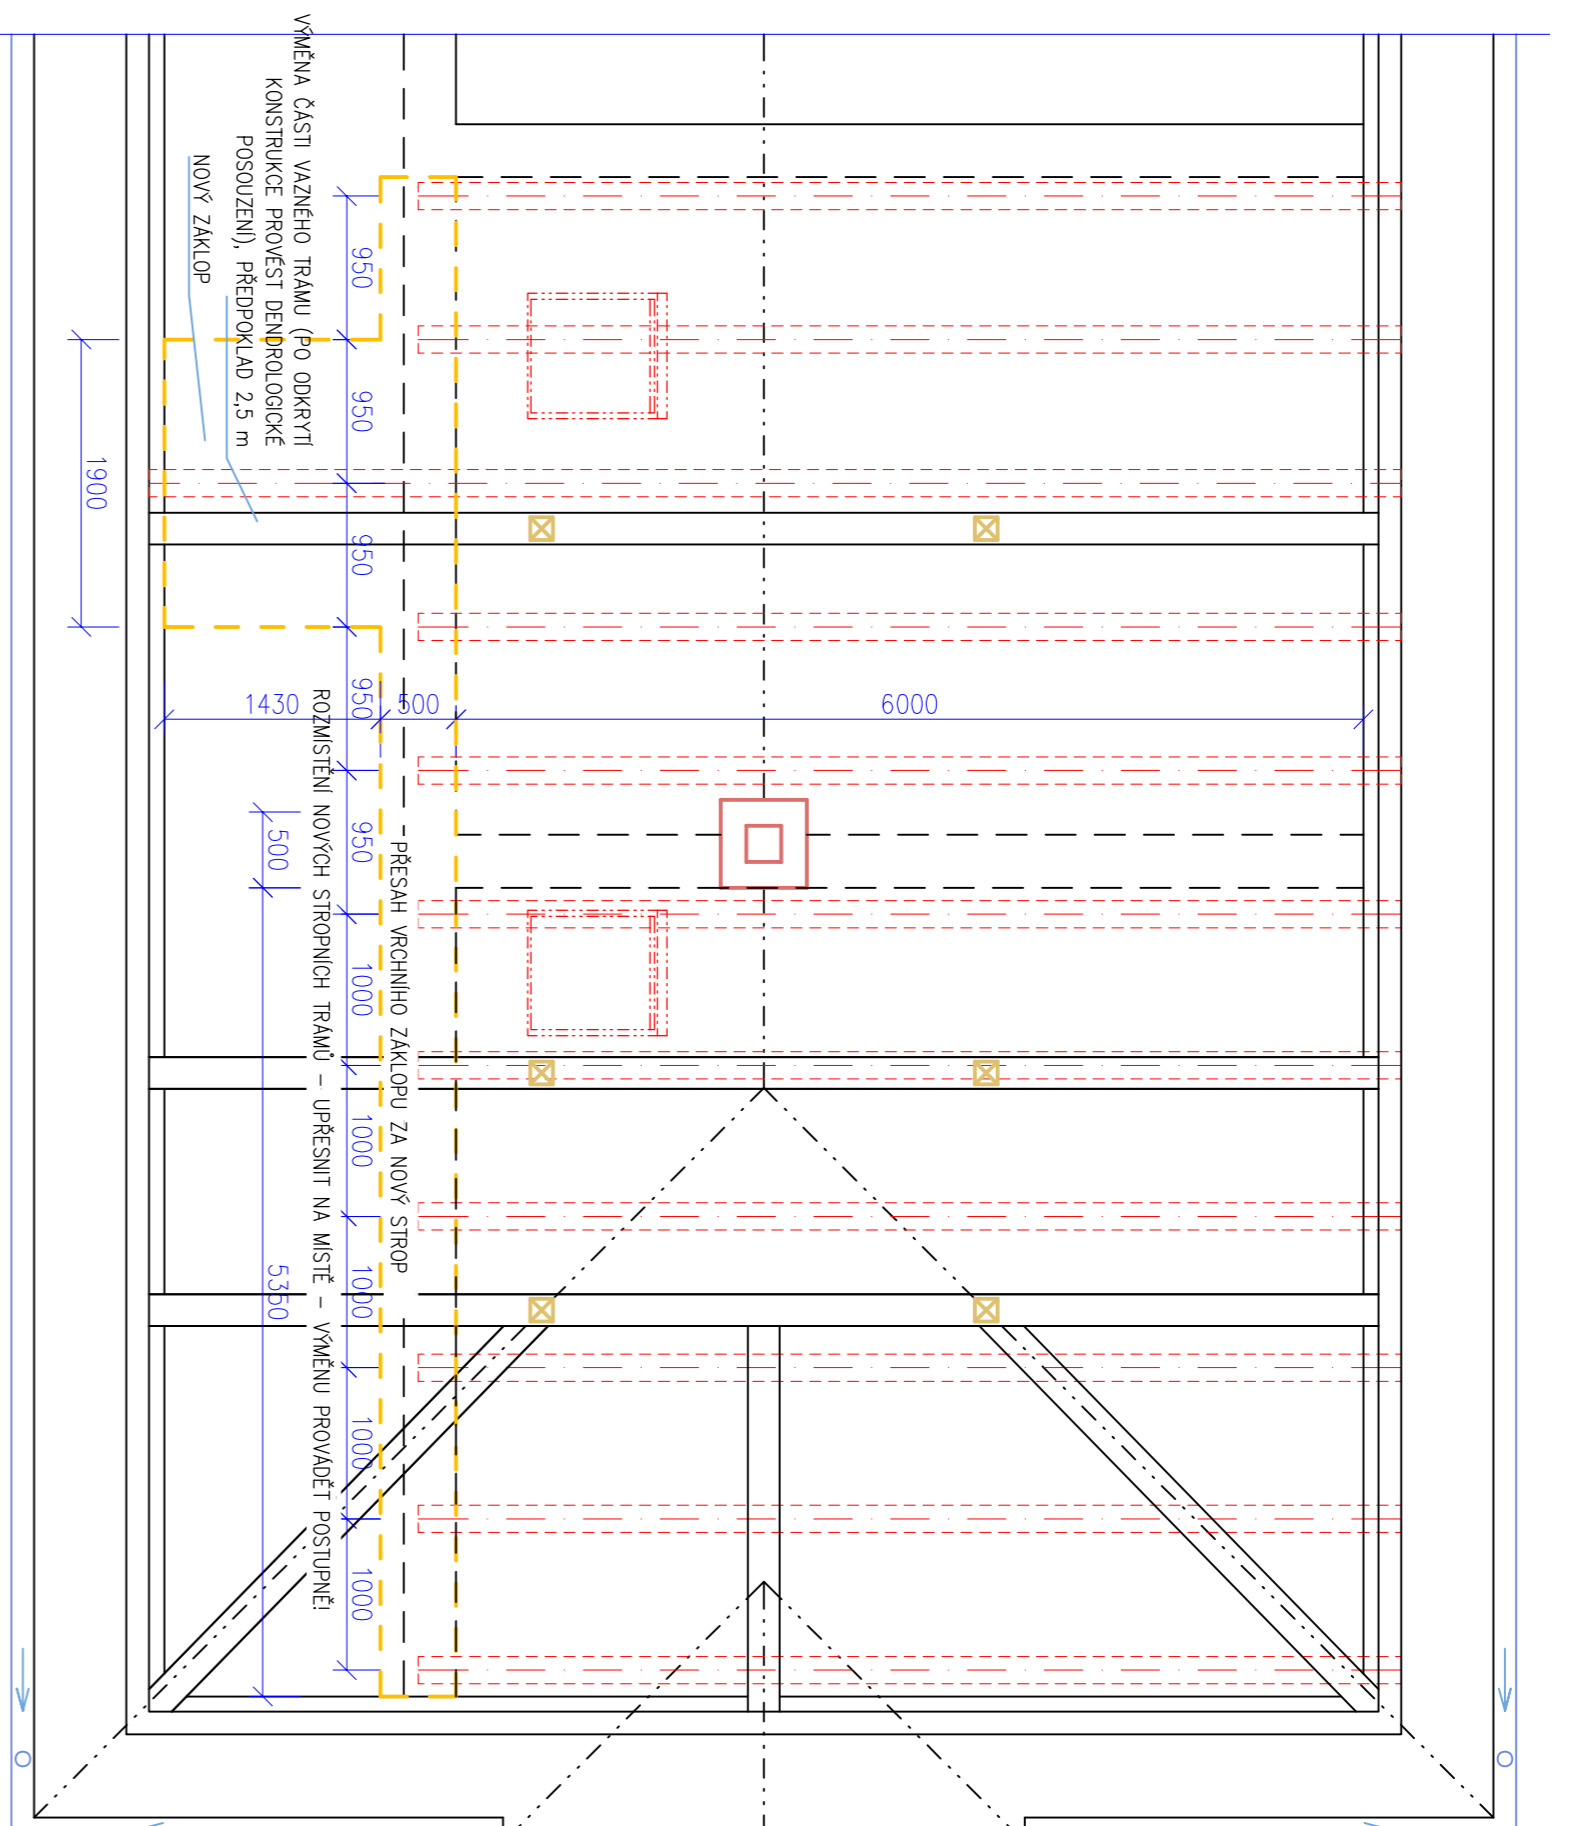 VÝMĚNA ČÁSTI VAZNÉHO TRÁMU (PO ODKRYTÍ
KONSTRUKCE PROVÉST DENDROLOGICKÉ
POSOUZENÍ), PŘEDPOKLAD 2,5 m
NOVÝ ZÁKLOP
950
950
950
950
950
1000
1000
1000
1000
1000
1900
1430
500
6000
500
5350
PŘESAH VRCHNÍHO ZÁKLOPU ZA NOVÝ STROP
ROZMÍSTĚNÍ NOVÝCH STROPNÍCH TRÁMŮ – UPŘESNIT NA MÍSTĚ – VÝMĚNU PROVÁDĚT POSTUPNĚ!